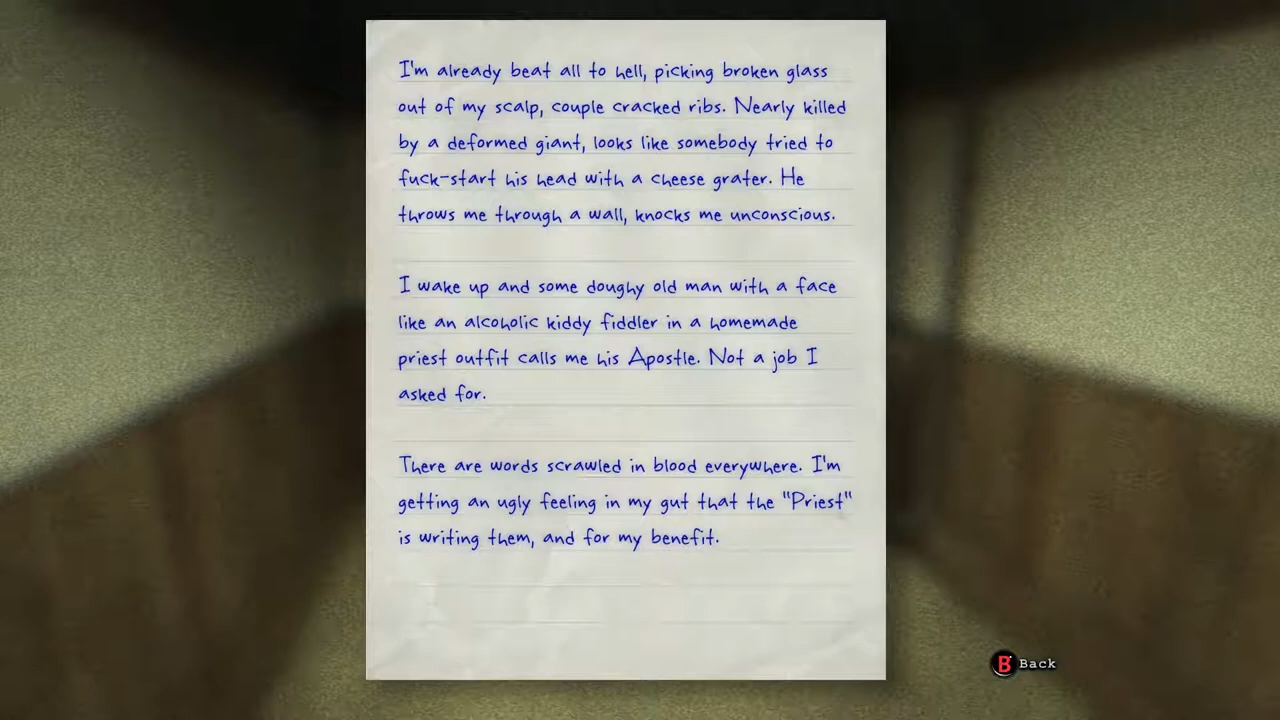 I'm already beat all to hell, picking broken glass
out of my scalp, couple cracked ribs. Nearly killed
by a deformed giant, looks like somebody tried to
fuck-start his head with a cheese grater. He
throws me through a wall, knocks me unconscious.
I wake up and some doughy old man with a face
like an alcoholic kiddy fiddler in a homemade
priest outfit calls me his Apostle. Not a job I
asked for.
There are words scrawled in blood everywhere. I'm
getting an ugly feeling in my gut that the "Priest"
is writing them, and for my benefit.
B Back